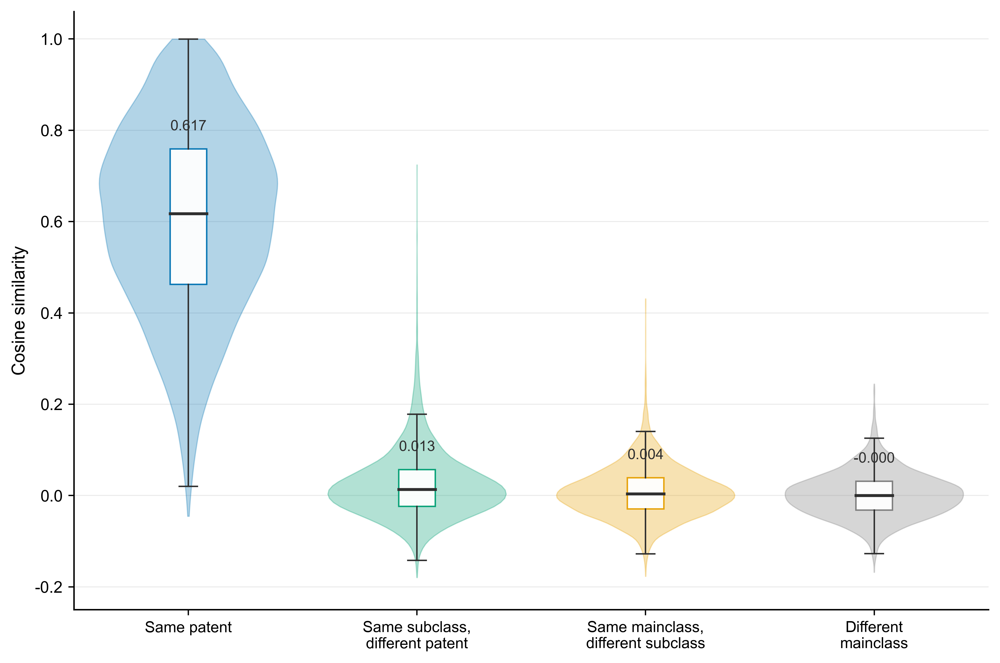 1.0
0.8
0.6
0.4
0.2
0.0
-0.2
Cosine similarity
0.617
0.013
0.004
-0.000
Same patent
Same subclass,
different patent
Same mainclass,
different subclass
Different
mainclass